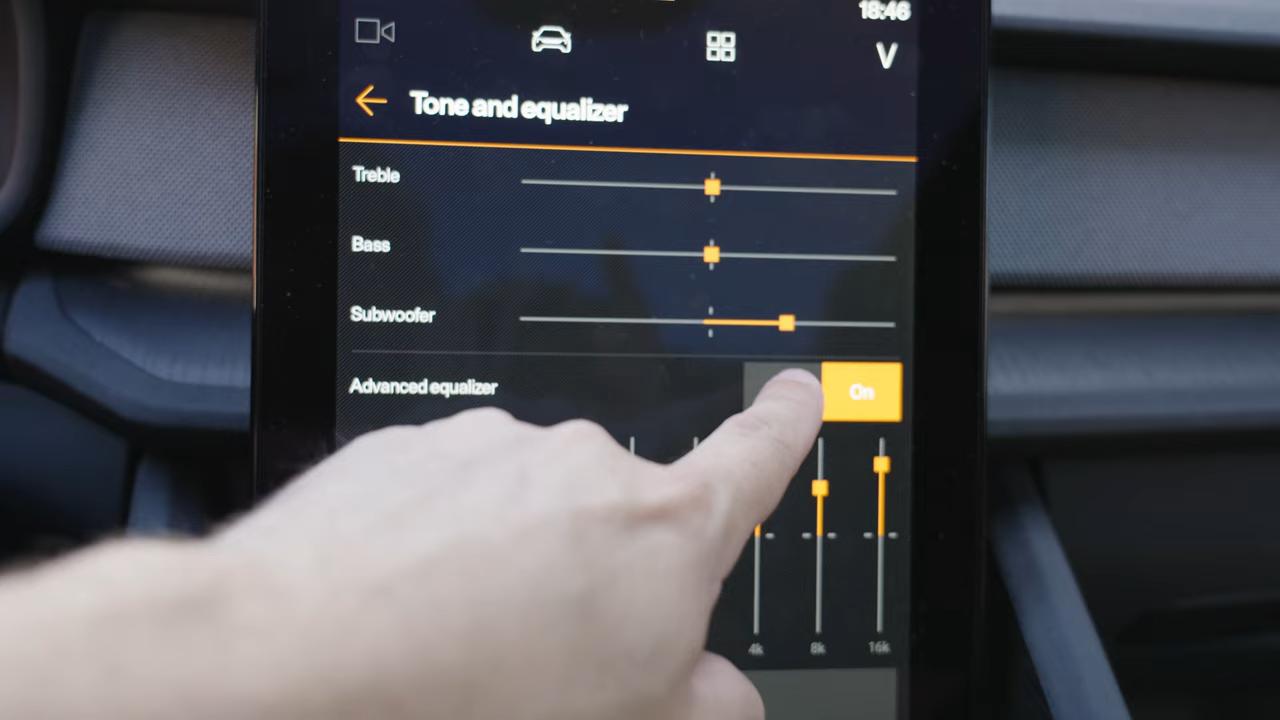 18:46
Tone and equalizer
Treble
Bass
Subwoofer
Advanced equalizer
On
4k 8k 16k